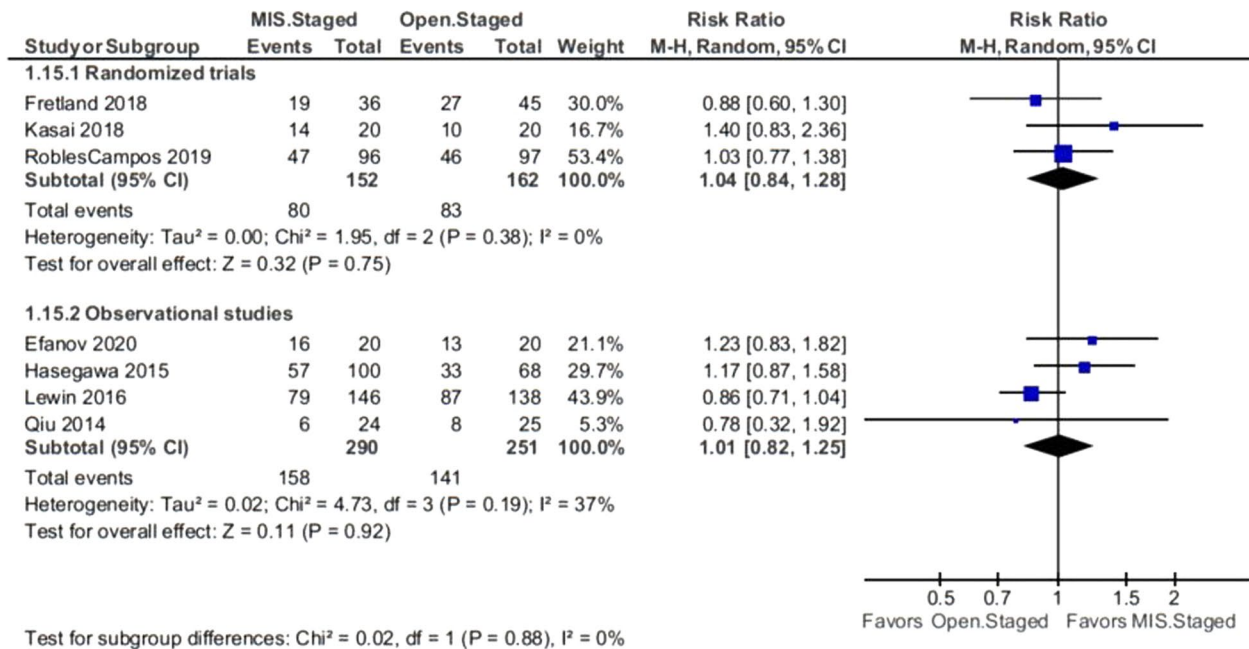 MIS.Staged Open.Staged Risk Ratio Risk Ratio
Study or Subgroup Events Total Events Total Weight M-H, Random, 95% CI M-H, Random, 95% CI
1.15.1 Randomized trials
Fretland 2018 19 36 27 45 30.0% 0.88 [0.60, 1.30]
Kasai 2018 14 20 10 20 16.7% 1.40 [0.83, 2.36]
RoblesCampos 2019 47 96 46 97 53.4% 1.03 [0.77, 1.38]
Subtotal (95% CI) 152 162 100.0% 1.04 [0.84, 1.28]
Total events 80 83
Heterogeneity: Tau² = 0.00; Chi² = 1.95, df = 2 (P = 0.38); I² = 0%
Test for overall effect: Z = 0.32 (P = 0.75)
1.15.2 Observational studies
Efanov 2020 16 20 13 20 21.1% 1.23 [0.83, 1.82]
Hasegawa 2015 57 100 33 68 29.7% 1.17 [0.87, 1.58]
Lewin 2016 79 146 87 138 43.9% 0.86 [0.71, 1.04]
Qiu 2014 6 24 8 25 5.3% 0.78 [0.32, 1.92]
Subtotal (95% CI) 290 251 100.0% 1.01 [0.82, 1.25]
Total events 158 141
Heterogeneity: Tau² = 0.02; Chi² = 4.73, df = 3 (P = 0.19); I² = 37%
Test for overall effect: Z = 0.11 (P = 0.92)
0.5 0.7 1 1.5 2
Favors Open.Staged Favors MIS.Staged
Test for subgroup differences: Chi² = 0.02, df = 1 (P = 0.88), I² = 0%